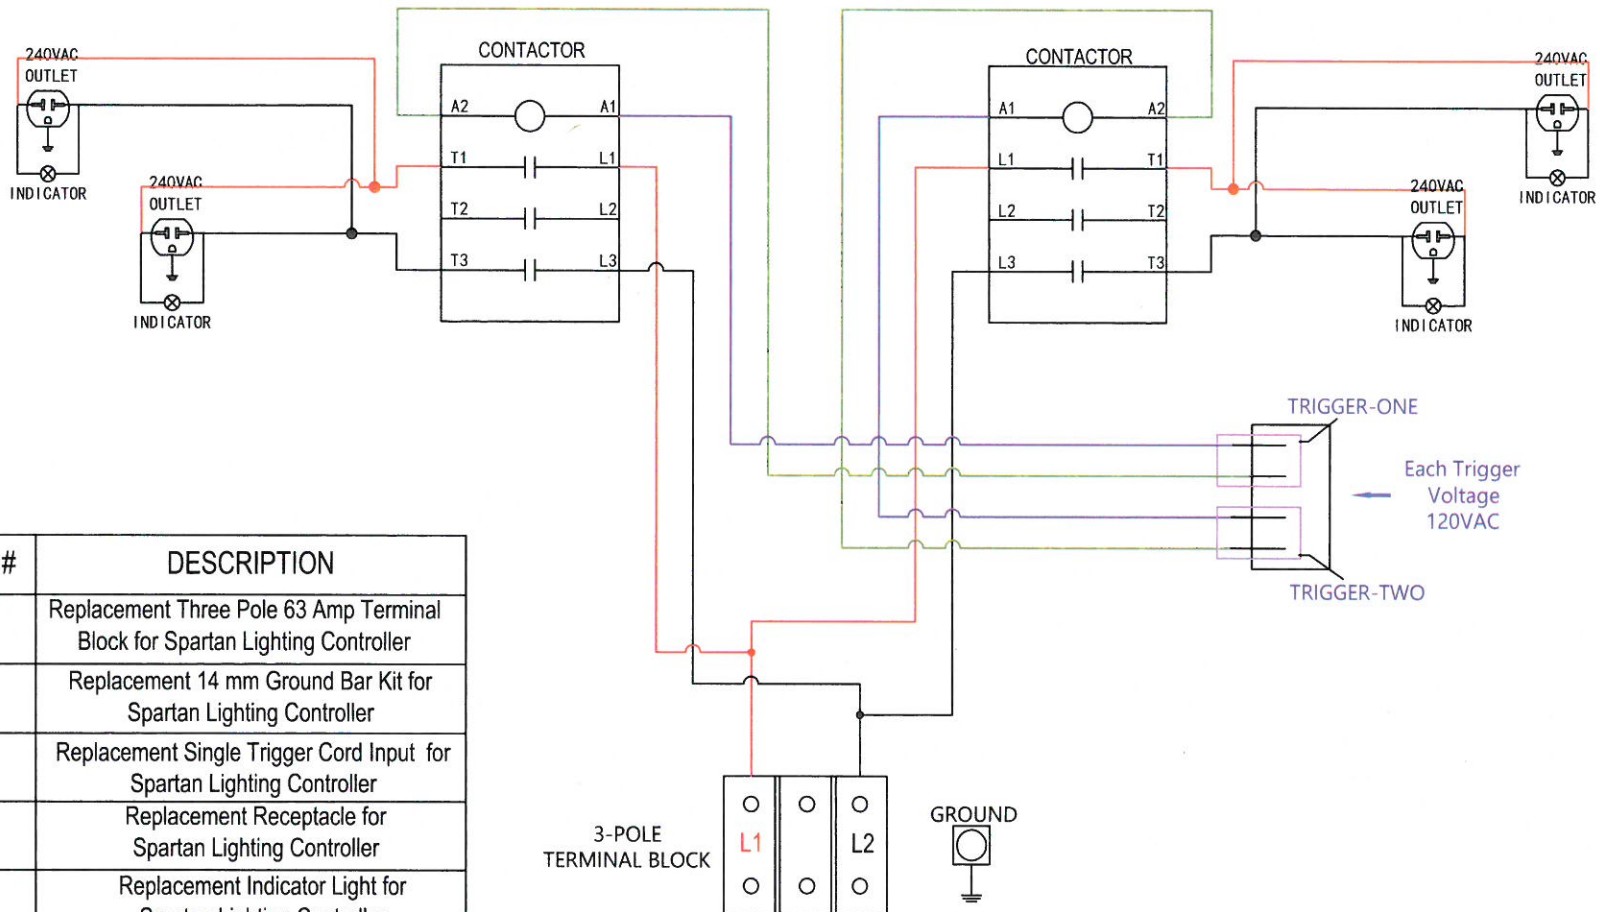 CONTACTOR
CONTACTOR
240VAC
OUTLET
INDICATOR
240VAC
OUTLET
INDICATOR
A2
A1
T1
L1
T2
L2
T3
L3
A1
A2
L1
T1
L2
T2
L3
T3
240VAC
OUTLET
INDICATOR
240VAC
OUTLET
INDICATOR
TRIGGER-ONE
Each Trigger
Voltage
120VAC
TRIGGER-TWO
# DESCRIPTION
Replacement Three Pole 63 Amp Terminal
Block for Spartan Lighting Controller
Replacement 14 mm Ground Bar Kit for
Spartan Lighting Controller
Replacement Single Trigger Cord Input for
Spartan Lighting Controller
Replacement Receptacle for
Spartan Lighting Controller
Replacement Indicator Light for
Spartan Lighting Controller
3-POLE
TERMINAL BLOCK
L1
L2
GROUND